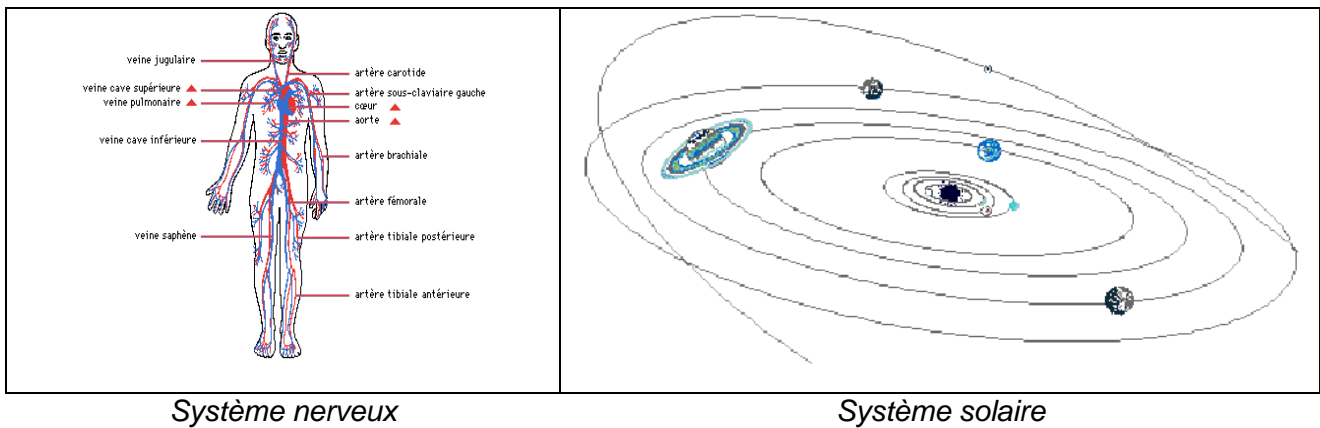 veine jugulaire
veine cave supérieure
veine pulmonaire
veine cave inférieure
veine saphène
artère carotide
artère sous-claviaire gauche
cœur
aorte
artère brachiale
artère fémorale
artère tibiale postérieure
artère tibiale antérieure
Système nerveux
Système solaire